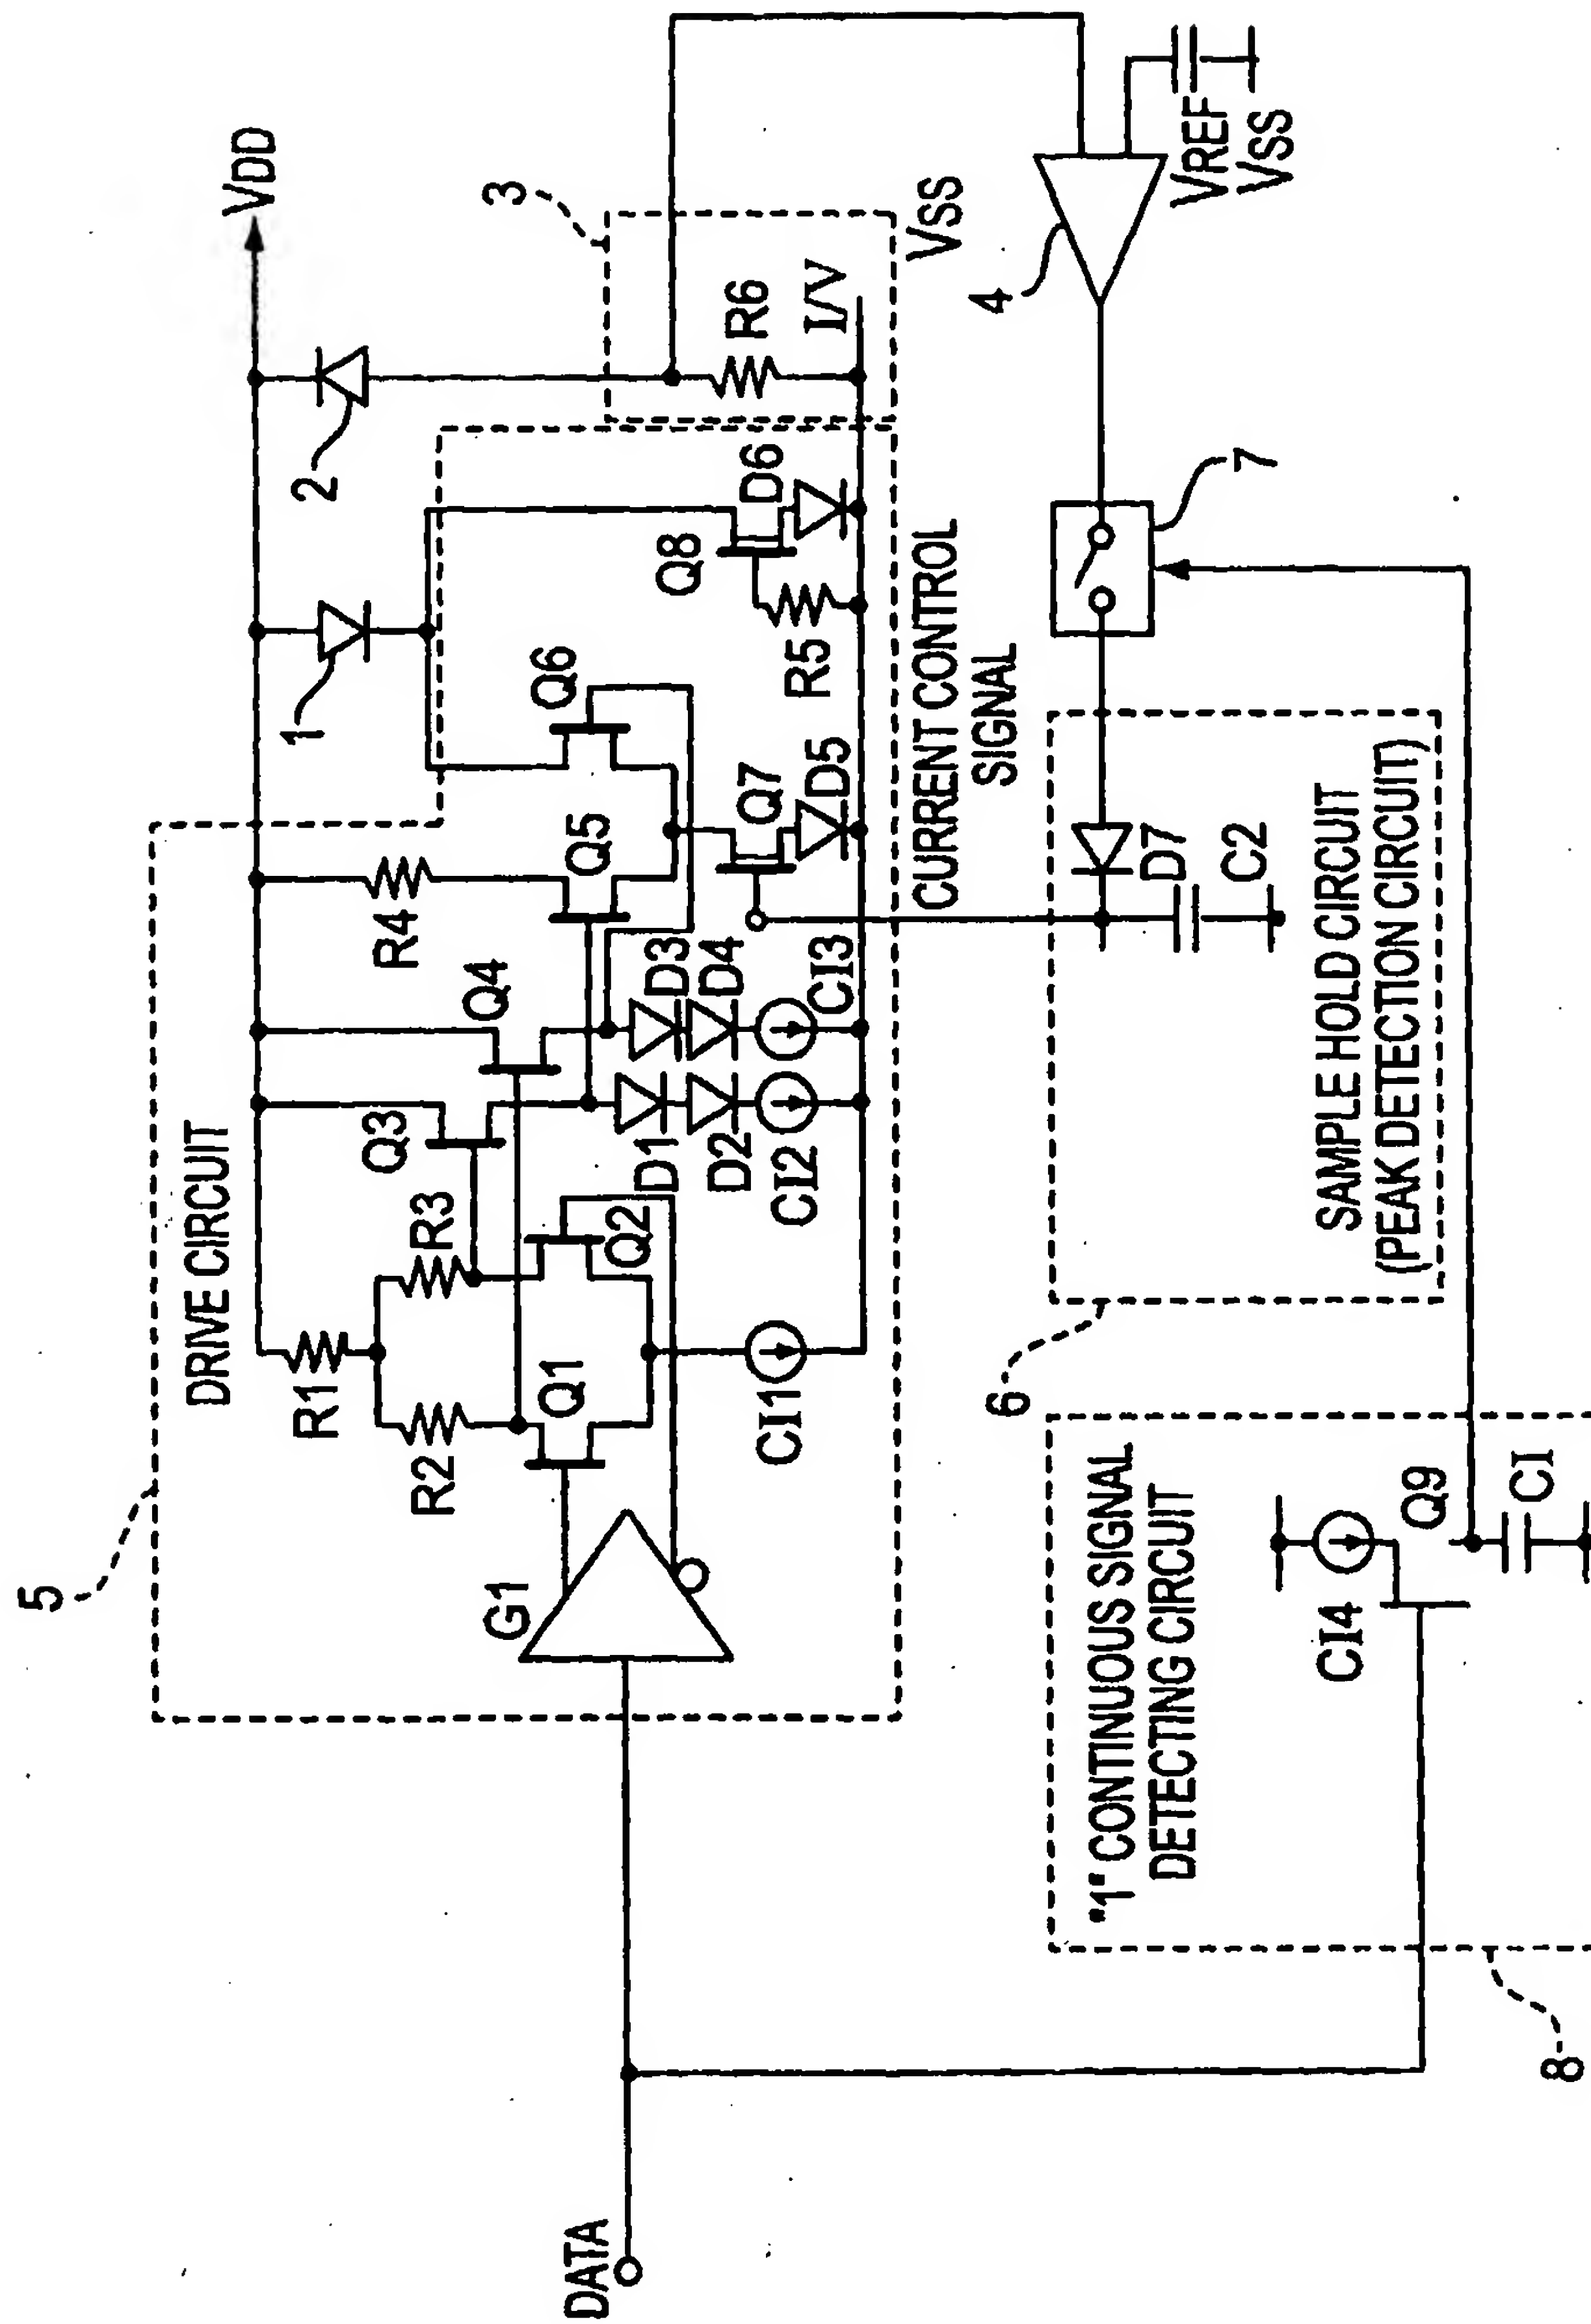 5
DRIVE CIRCUIT
VDD
R1
R2
R3
Q1
Q2
Q3
Q4
R4
Q5
Q6
1
2
3
G1
CI1
D1
D2
CI2
D3
D4
CI3
Q7
D5
Q8
D6
R5
R6
I/V
VSS
DATA
CURRENT CONTROL
SIGNAL
4
VREF
VSS
7
6
D7
C2
SAMPLE HOLD CIRCUIT
(PEAK DETECTION CIRCUIT)
8
"1" CONTINUOUS SIGNAL
DETECTING CIRCUIT
CI4
Q9
CI